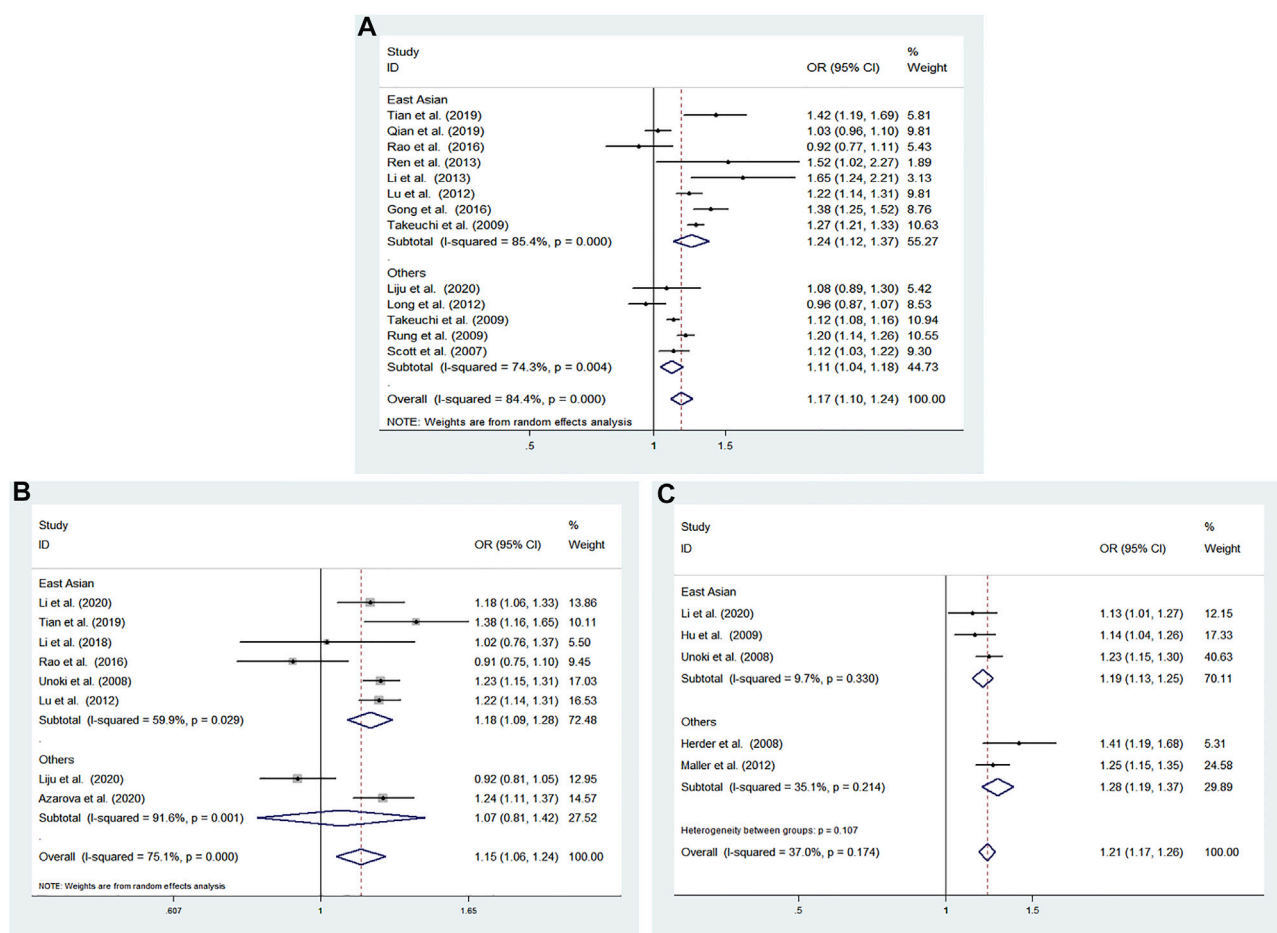 A
Study %
ID OR (95% CI) Weight
East Asian
Tian et al. (2019) 1.42 (1.19, 1.69) 5.81
Qian et al. (2019) 1.03 (0.96, 1.10) 9.81
Rao et al. (2016) 0.92 (0.77, 1.11) 5.43
Ren et al. (2013) 1.52 (1.02, 2.27) 1.89
Li et al. (2013) 1.65 (1.24, 2.21) 3.13
Lu et al. (2012) 1.22 (1.14, 1.31) 9.81
Gong et al. (2016) 1.38 (1.25, 1.52) 8.76
Takeuchi et al. (2009) 1.27 (1.21, 1.33) 10.63
Subtotal (I-squared = 85.4%, p = 0.000) 1.24 (1.12, 1.37) 55.27
.
Others
Liju et al. (2020) 1.08 (0.89, 1.30) 5.42
Long et al. (2012) 0.96 (0.87, 1.07) 8.53
Takeuchi et al. (2009) 1.12 (1.08, 1.16) 10.94
Rung et al. (2009) 1.20 (1.14, 1.26) 10.55
Scott et al. (2007) 1.12 (1.03, 1.22) 9.30
Subtotal (I-squared = 74.3%, p = 0.004) 1.11 (1.04, 1.18) 44.73
.
Overall (I-squared = 84.4%, p = 0.000) 1.17 (1.10, 1.24) 100.00
NOTE: Weights are from random effects analysis
.5 1 1.5
B
Study %
ID OR (95% CI) Weight
East Asian
Li et al. (2020) 1.18 (1.06, 1.33) 13.86
Tian et al. (2019) 1.38 (1.16, 1.65) 10.11
Li et al. (2018) 1.02 (0.76, 1.37) 5.50
Rao et al. (2016) 0.91 (0.75, 1.10) 9.45
Unoki et al. (2008) 1.23 (1.15, 1.31) 17.03
Lu et al. (2012) 1.22 (1.14, 1.31) 16.53
Subtotal (I-squared = 59.9%, p = 0.029) 1.18 (1.09, 1.28) 72.48
.
Others
Liju et al. (2020) 0.92 (0.81, 1.05) 12.95
Azarova et al. (2020) 1.24 (1.11, 1.37) 14.57
Subtotal (I-squared = 91.6%, p = 0.001) 1.07 (0.81, 1.42) 27.52
.
Overall (I-squared = 75.1%, p = 0.000) 1.15 (1.06, 1.24) 100.00
NOTE: Weights are from random effects analysis
.607 1 1.65
C
Study %
ID OR (95% CI) Weight
East Asian
Li et al. (2020) 1.13 (1.01, 1.27) 12.15
Hu et al. (2009) 1.14 (1.04, 1.26) 17.33
Unoki et al. (2008) 1.23 (1.15, 1.30) 40.63
Subtotal (I-squared = 9.7%, p = 0.330) 1.19 (1.13, 1.25) 70.11
.
Others
Herder et al. (2008) 1.41 (1.19, 1.68) 5.31
Maller et al. (2012) 1.25 (1.15, 1.35) 24.58
Subtotal (I-squared = 35.1%, p = 0.214) 1.28 (1.19, 1.37) 29.89
.
Heterogeneity between groups: p = 0.107
Overall (I-squared = 37.0%, p = 0.174) 1.21 (1.17, 1.26) 100.00
.5 1 1.5